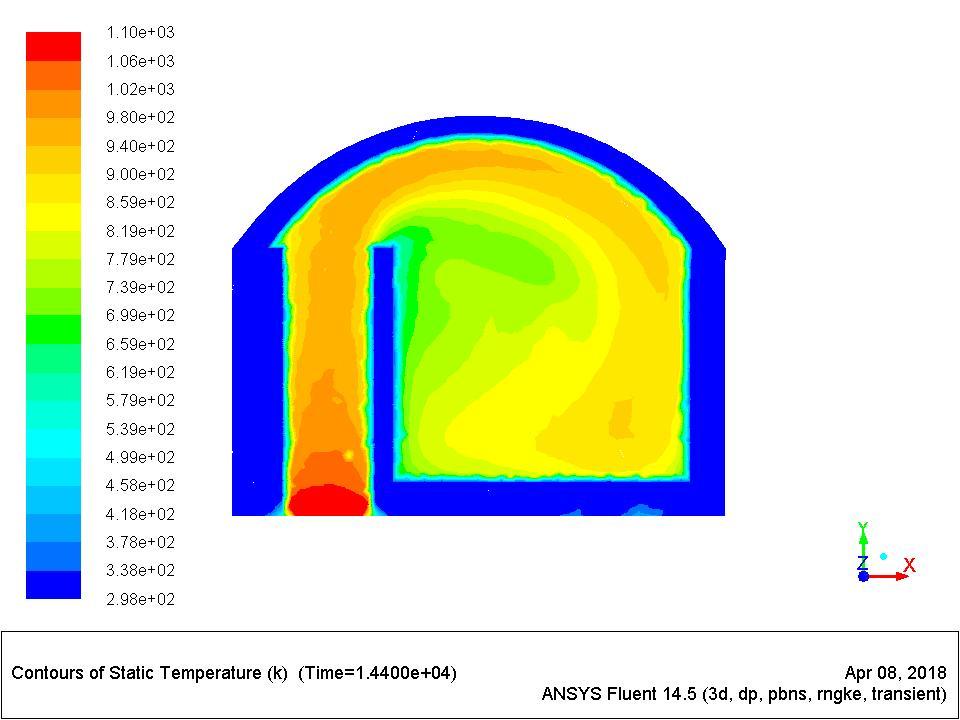 1.10e+03
1.06e+03
1.02e+03
9.80e+02
9.40e+02
9.00e+02
8.59e+02
8.19e+02
7.79e+02
7.39e+02
6.99e+02
6.59e+02
6.19e+02
5.79e+02
5.39e+02
4.99e+02
4.58e+02
4.18e+02
3.78e+02
3.38e+02
2.98e+02
Y
Z
X
Contours of Static Temperature (k) (Time=1.4400e+04)
Apr 08, 2018
ANSYS Fluent 14.5 (3d, dp, pbns, rngke, transient)